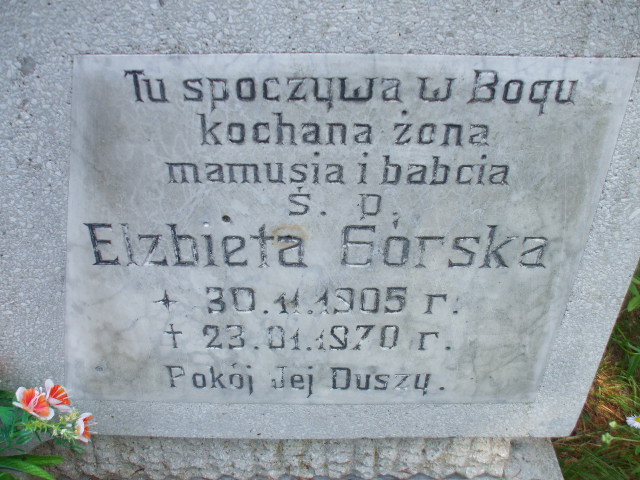 Tu spoczywa w Bogu
kochana żona
mamusia i babcia
Ś. P.
Elzbieta Górska
✶ 30.11.1905 r.
✝ 23.01.1970 r.
Pokój Jej Duszy.